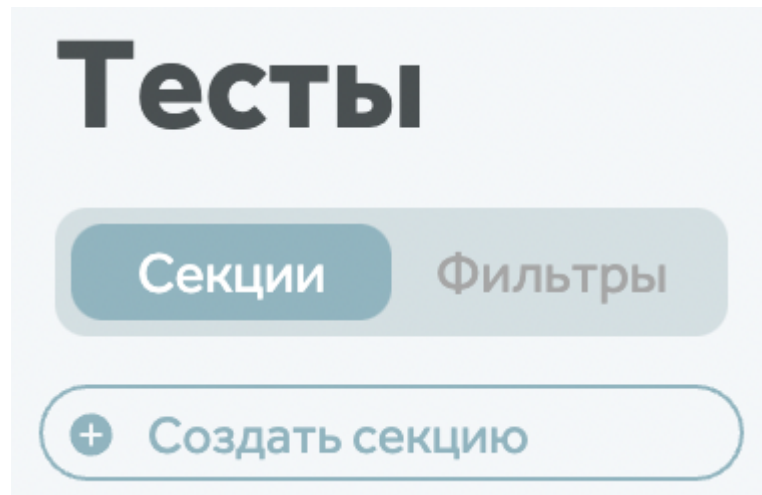 Тесты
Секции Фильтры
Создать секцию